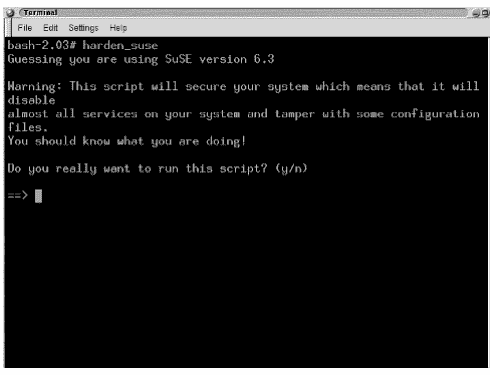 Terminal
File Edit Settings Help
bash-2.03# harden_suse
Guessing you are using SuSE version 6.3
Warning: This script will secure your system which means that it will
disable
almost all services on your system and tamper with some configuration
files.
You should know what you are doing!
Do you really want to run this script? (y/n)
==>